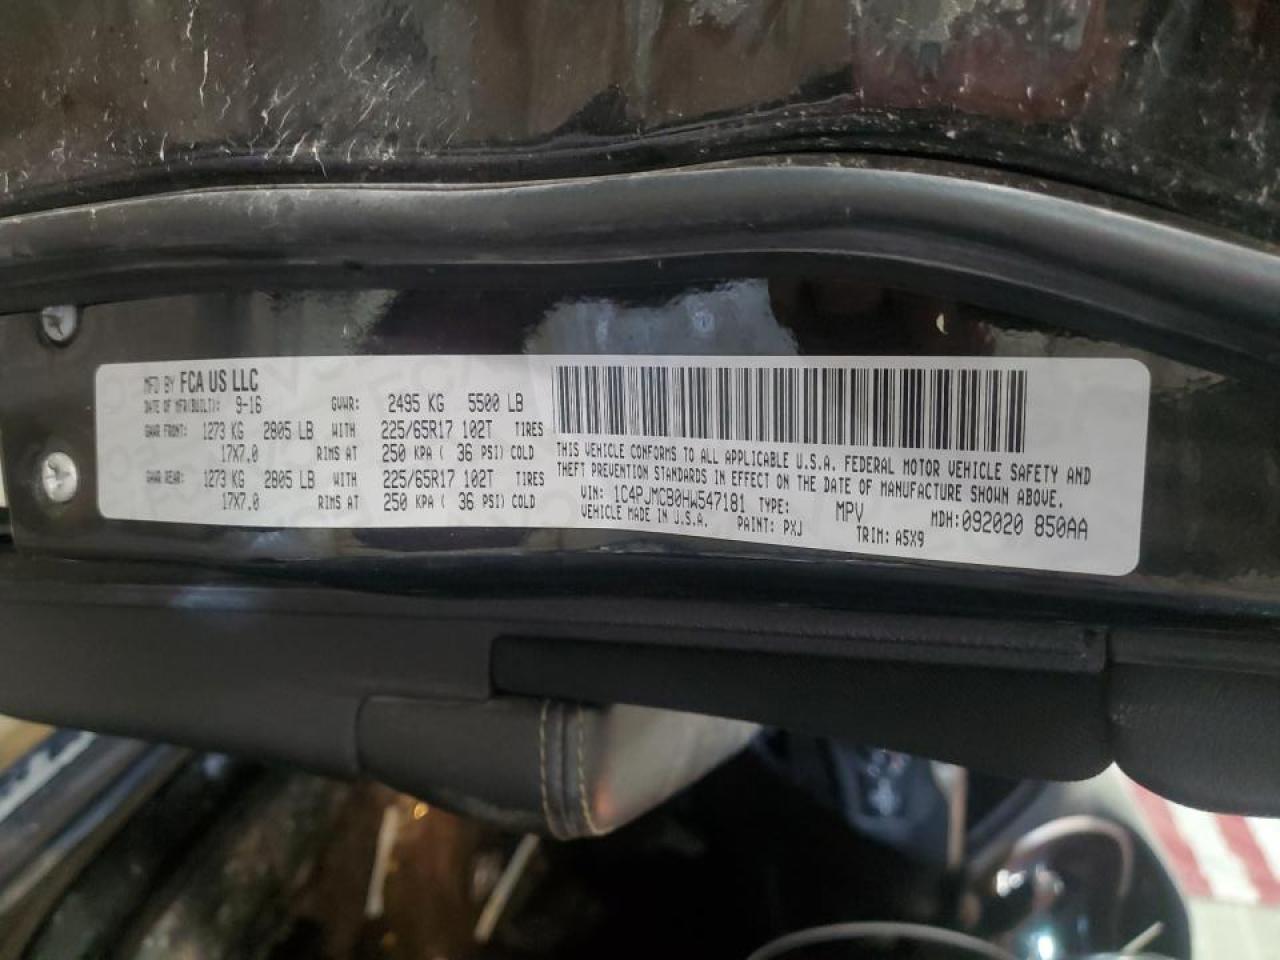 MFD BY FCA US LLC
DATE OF MFR(BUILT): 9-16 GVWR: 2495 KG 5500 LB
GAWR FRONT: 1273 KG 2805 LB WITH 225/65R17 102T TIRES
17X7.0 RIMS AT 250 KPA ( 36 PSI) COLD
GAWR REAR: 1273 KG 2805 LB WITH 225/65R17 102T TIRES
17X7.0 RIMS AT 250 KPA ( 36 PSI) COLD
THIS VEHICLE CONFORMS TO ALL APPLICABLE U.S.A. FEDERAL MOTOR VEHICLE SAFETY AND
THEFT PREVENTION STANDARDS IN EFFECT ON THE DATE OF MANUFACTURE SHOWN ABOVE.
VIN: 1C4PJMCB0HW547181 TYPE: MPV MDH:092020 850AA
VEHICLE MADE IN U.S.A. PAINT: PXJ TRIM: A5X9